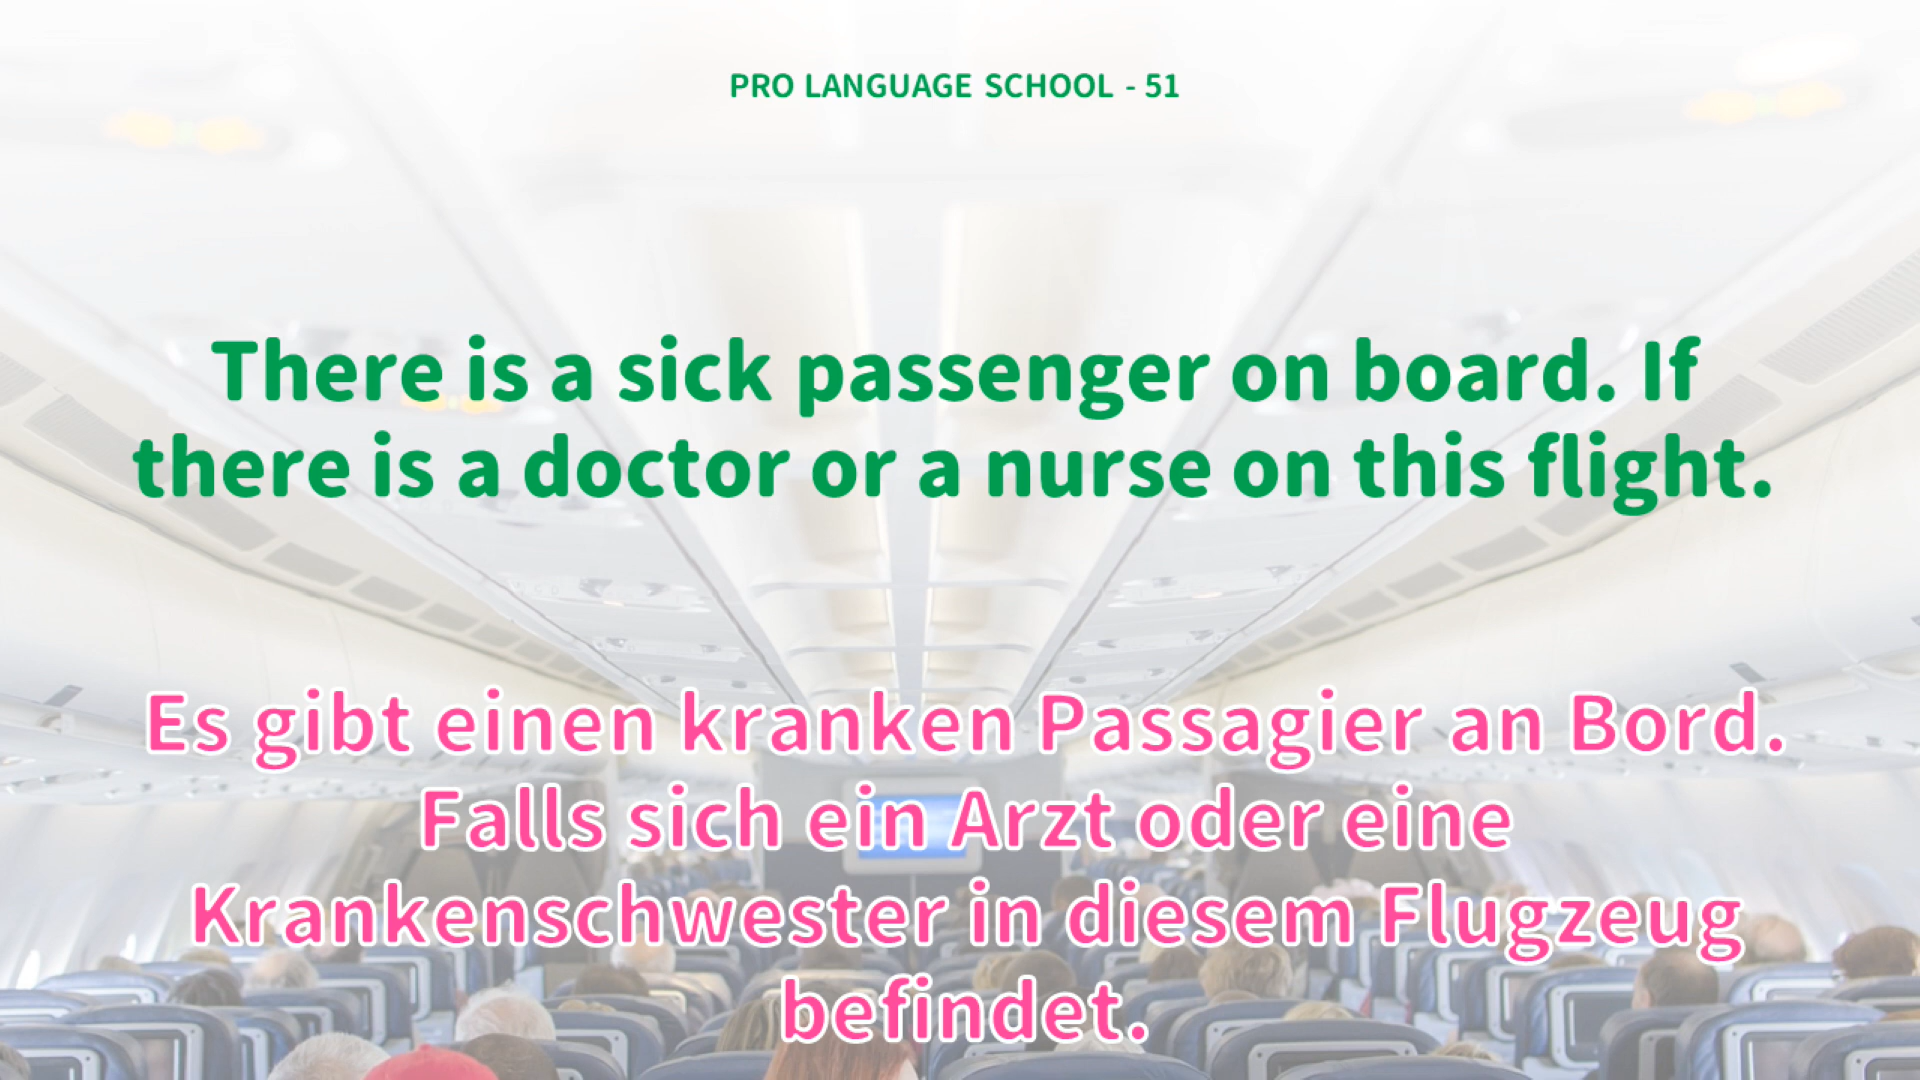 PRO LANGUAGE SCHOOL - 51
There is a sick passenger on board. If
there is a doctor or a nurse on this flight.
Es gibt einen kranken Passagier an Bord.
Falls sich ein Arzt oder eine
Krankenschwester in diesem Flugzeug
befindet.